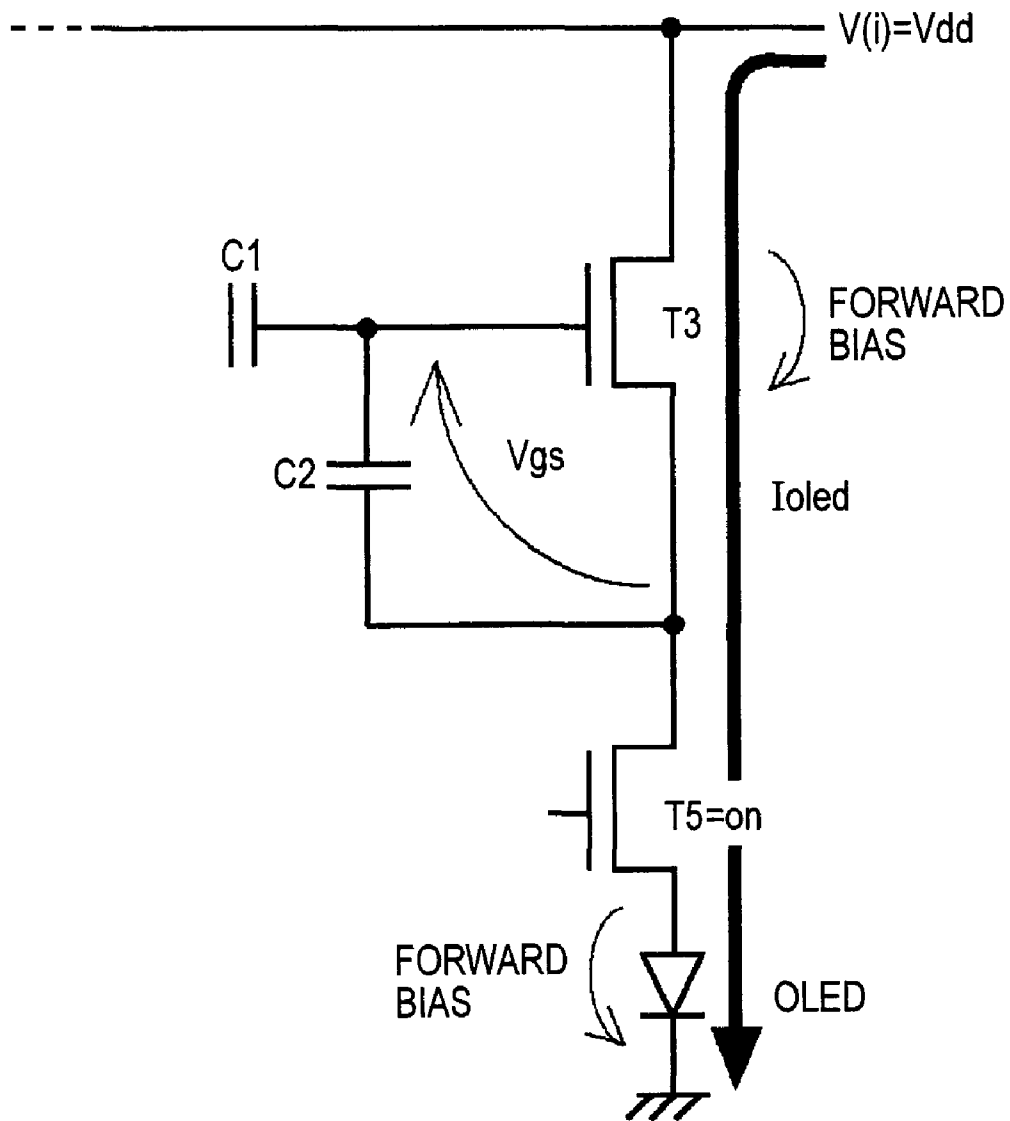 V(i)=Vdd
C1
T3
FORWARD
BIAS
Vgs
C2
Ioled
T5=on
FORWARD
BIAS
OLED